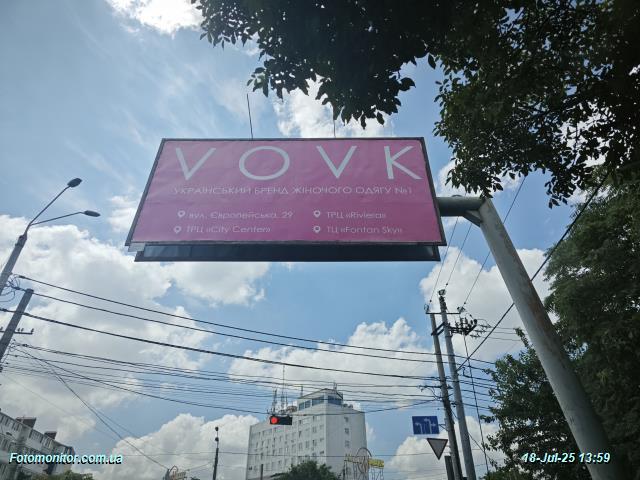 VOVK
УКРАЇНСЬКИЙ БРЕНД ЖІНОЧОГО ОДЯГУ №1
вул. Європейська, 29
ТРЦ «Riviera»
ТРЦ «City Center»
ТЦ «Fontan Sky»
Fotomonitor.com.ua
18-Jul-25 13:59